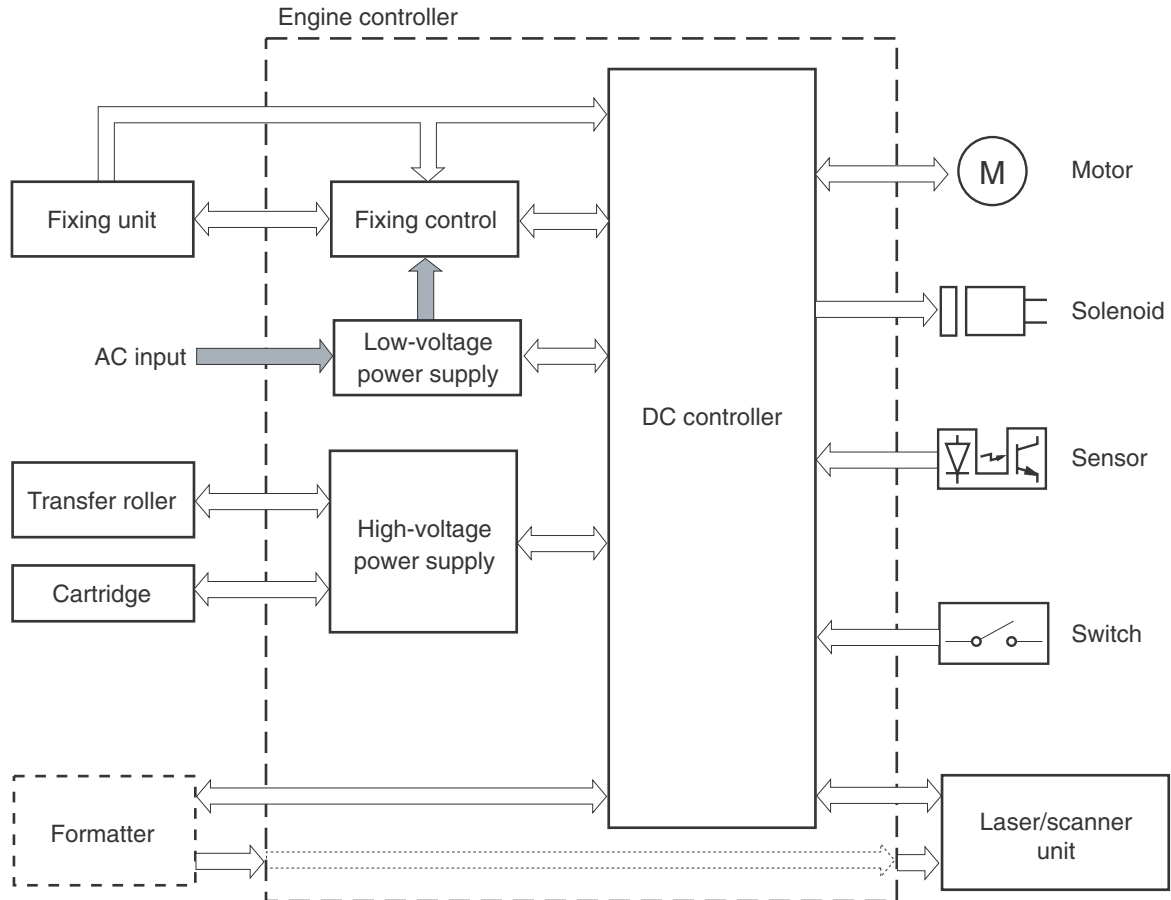 Engine controller
Fixing unit
Fixing control
AC input
Low-voltage
power supply
Transfer roller
Cartridge
High-voltage
power supply
Formatter
DC controller
M
Motor
Solenoid
Sensor
Switch
Laser/scanner
unit